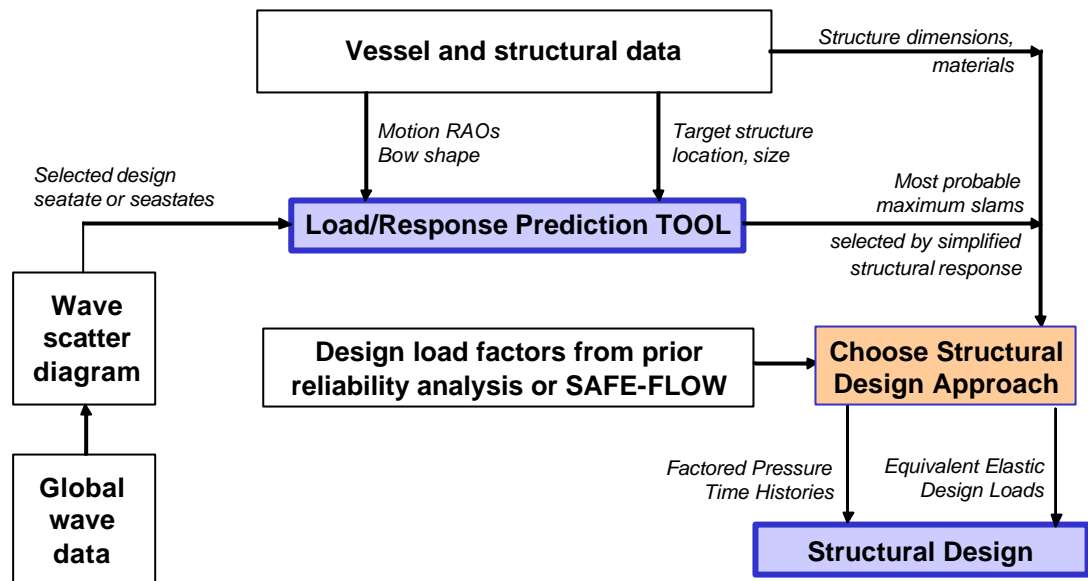 Vessel and structural data
Structure dimensions,
materials
Motion RAOs
Bow shape
Target structure
location, size
Selected design
seatate or seastates
Load/Response Prediction TOOL
Most probable
maximum slams
selected by simplified
structural response
Wave
scatter
diagram
Design load factors from prior
reliability analysis or SAFE-FLOW
Choose Structural
Design Approach
Global
wave
data
Factored Pressure
Time Histories
Equivalent Elastic
Design Loads
Structural Design